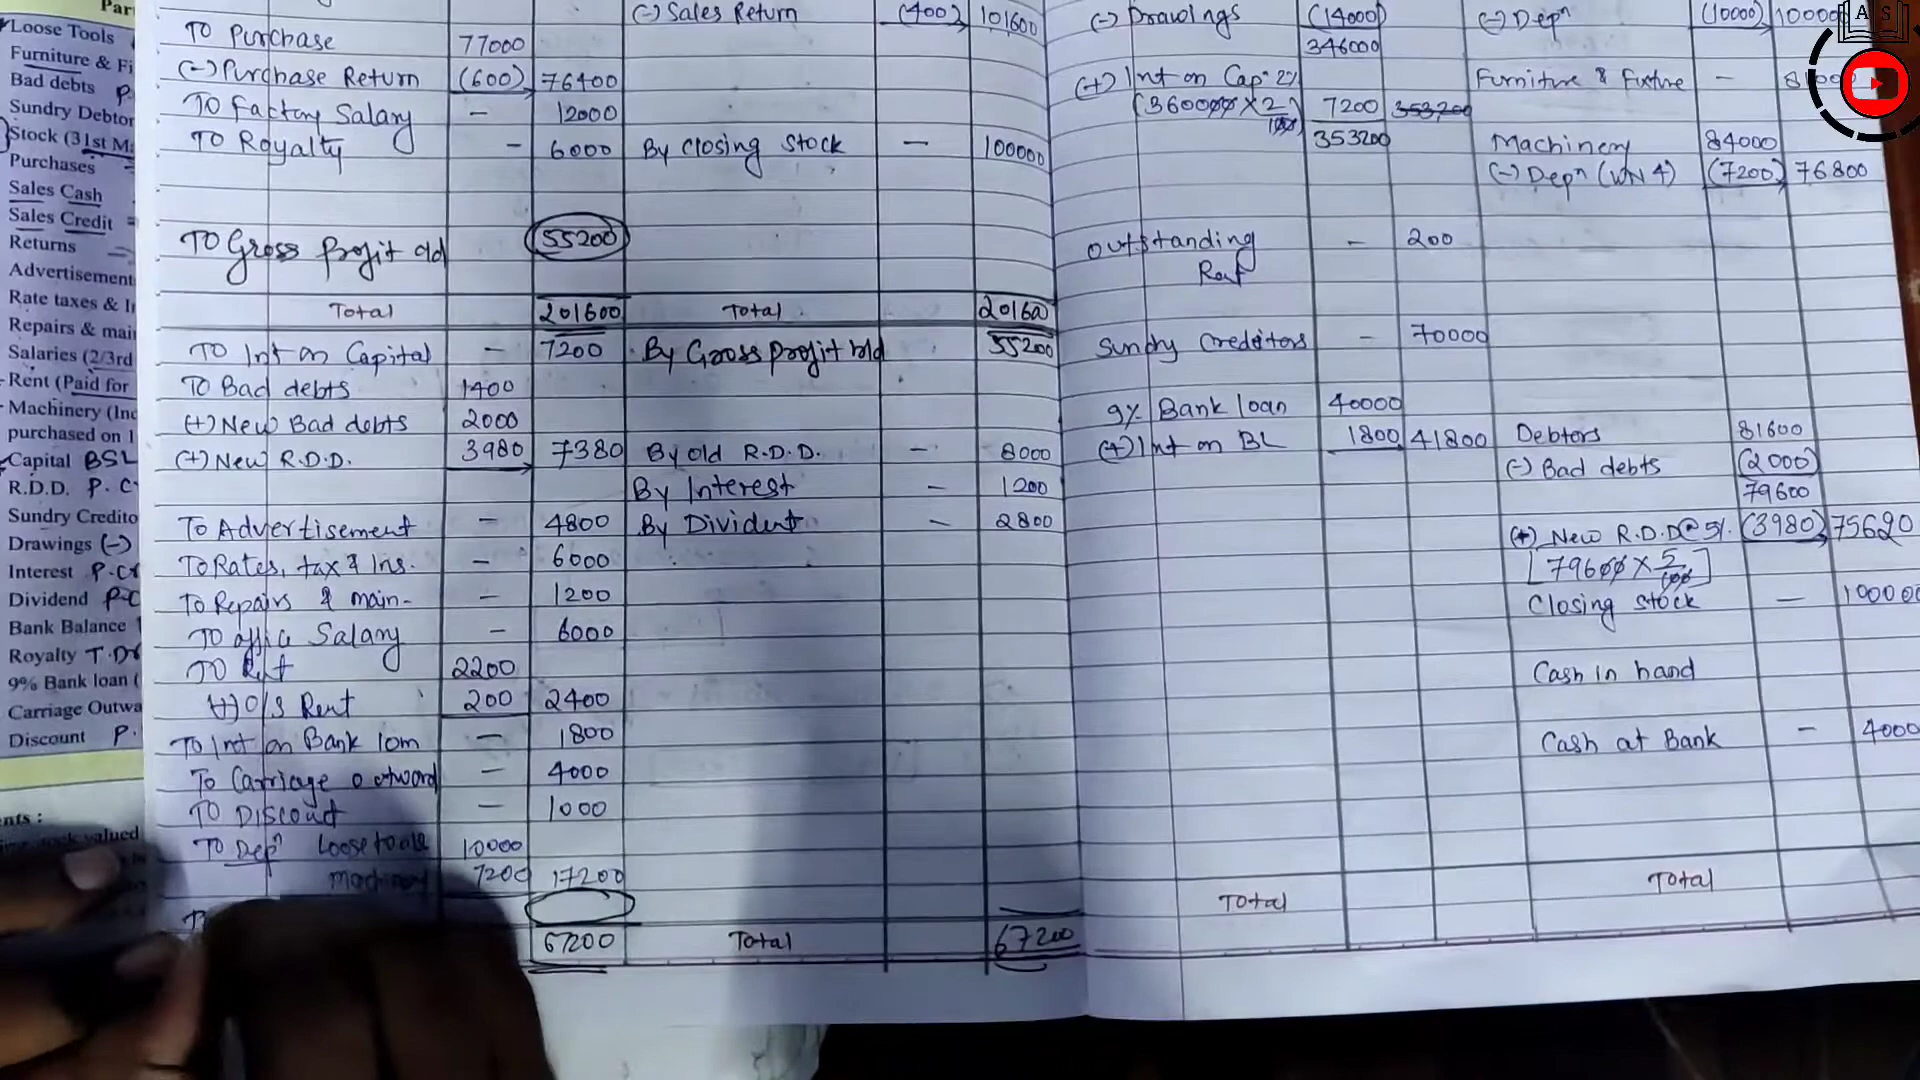 Par
Loose Tools
Furniture & Fi
Bad debts P.
Sundry Debtor
Stock (31st Ma
Purchases
Sales Cash
Sales Credit
Returns
Advertisement
Rate taxes & I
Repairs & mai
Salaries (2/3rd
Rent (Paid for
Machinery (Inc
purchased on 1
Capital BSL
R.D.D. P. C
Sundry Credito
Drawings (-)
Interest P.C
Dividend P-C
Bank Balance
Royalty T.D
9% Bank loan (
Carriage Outwa
Discount P.
nts :
valued
(-) Sales Return (400) 101600
To Purchase 77000
(-) Purchase Return (600) 76400
To Factory Salary - 12000
To Royalty - 6000 By Closing Stock - 100000
To Gross Profit c/d 55200
Total 201600 Total 201600
To Int on Capital - 7200 By Gross profit b/d 55200
To Bad debts 1400
(+) New Bad debts 2000
(+) New R.D.D. 3980 7380 By old R.D.D. - 8000
By Interest - 1200
To Advertisement - 4800 By Divident - 2800
To Rates, tax & Ins. - 6000
To Repairs & main- - 1200
To office Salary - 6000
To Rent 2200
(+) O/S Rent 200 2400
To Int on Bank loan - 1800
To Carriage outward - 4000
To Discount - 1000
To Depn Loose tools 10000
Machinery 7200 17200
67200 Total 67200
(-) Drawings (14000) (-) Depn (10000)
346000
(+) Int on Cap. 2% Furniture & Fixture -
(360000 X 2/100) 7200 353200
353200 Machinery 84000
(-) Depn (WN 4) (7200) 76800
Outstanding - 200
Rent
Sundry Creditors - 70000
9% Bank loan 40000
(+) Int on BL 1800 41800 Debtors 81600
(-) Bad debts (2000)
79600
(+) New R.D.D@5% (3980) 75620
[79600 X 5/100]
Closing Stock - 100000
Cash in hand
Cash at Bank - 4000
Total Total
A S